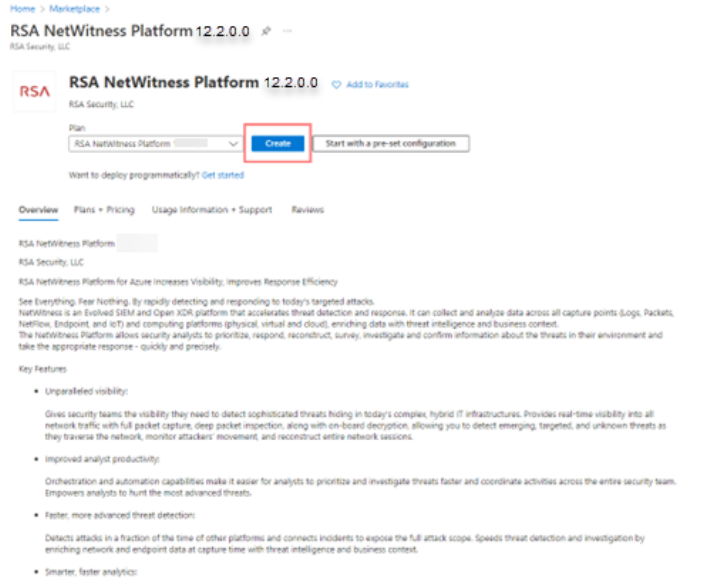 Home > Marketplace >
RSA NetWitness Platform 12.2.0.0 ···
RSA Security, LLC
RSA
RSA NetWitness Platform 12.2.0.0 Add to Favorites
RSA Security, LLC
Plan
RSA NetWitness Platform Create Start with a pre-set configuration
Want to deploy programmatically? Get started
Overview Plans + Pricing Usage Information + Support Reviews
RSA NetWitness Platform
RSA Security, LLC
RSA NetWitness Platform for Azure Increases Visibility, Improves Response Efficiency
See Everything. Fear Nothing. By rapidly detecting and responding to today's targeted attacks.
NetWitness is an Evolved SIEM and Open XDR platform that accelerates threat detection and response. It can collect and analyze data across all capture points (Logs, Packets,
NetFlow, Endpoint, and IoT) and computing platforms (physical, virtual and cloud), enriching data with threat intelligence and business context.
The NetWitness Platform allows security analysts to prioritize, respond, reconstruct, survey, investigate and confirm information about the threats in their environment and
take the appropriate response - quickly and precisely.
Key Features
• Unparalleled visibility:
Gives security teams the visibility they need to detect sophisticated threats hiding in today's complex, hybrid IT infrastructures. Provides real-time visibility into all
network traffic with full packet capture, deep packet inspection, along with on-board decryption, allowing you to detect emerging, targeted, and unknown threats as
they traverse the network, monitor attackers' movement, and reconstruct entire network sessions.
• Improved analyst productivity:
Orchestration and automation capabilities make it easier for analysts to prioritize and investigate threats faster and coordinate activities across the entire security team.
Empowers analysts to hunt the most advanced threats.
• Faster, more advanced threat detection:
Detects attacks in a fraction of the time of other platforms and connects incidents to expose the full attack scope. Speeds threat detection and investigation by
enriching network and endpoint data at capture time with threat intelligence and business context.
• Smarter, faster analytics: